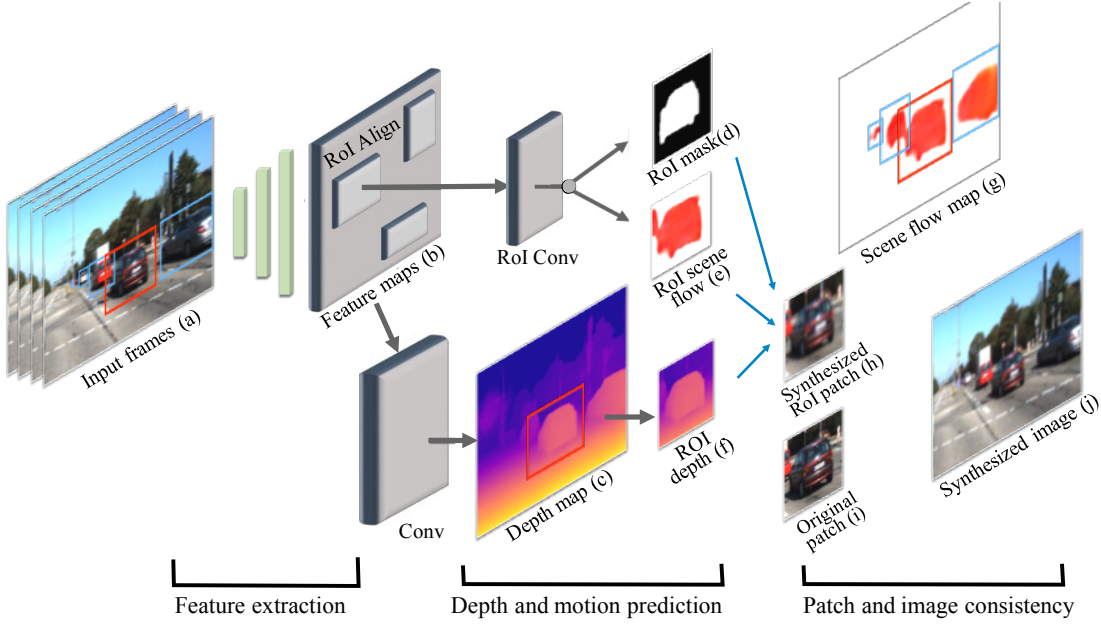 Input frames (a)
RoI Align
Feature maps (b)
RoI Conv
Conv
RoI mask(d)
RoI scene
flow (e)
Depth map (c)
ROI
depth (f)
Scene flow map (g)
Synthesized
RoI patch (h)
Original
patch (i)
Synthesized image (j)
Feature extraction
Depth and motion prediction
Patch and image consistency